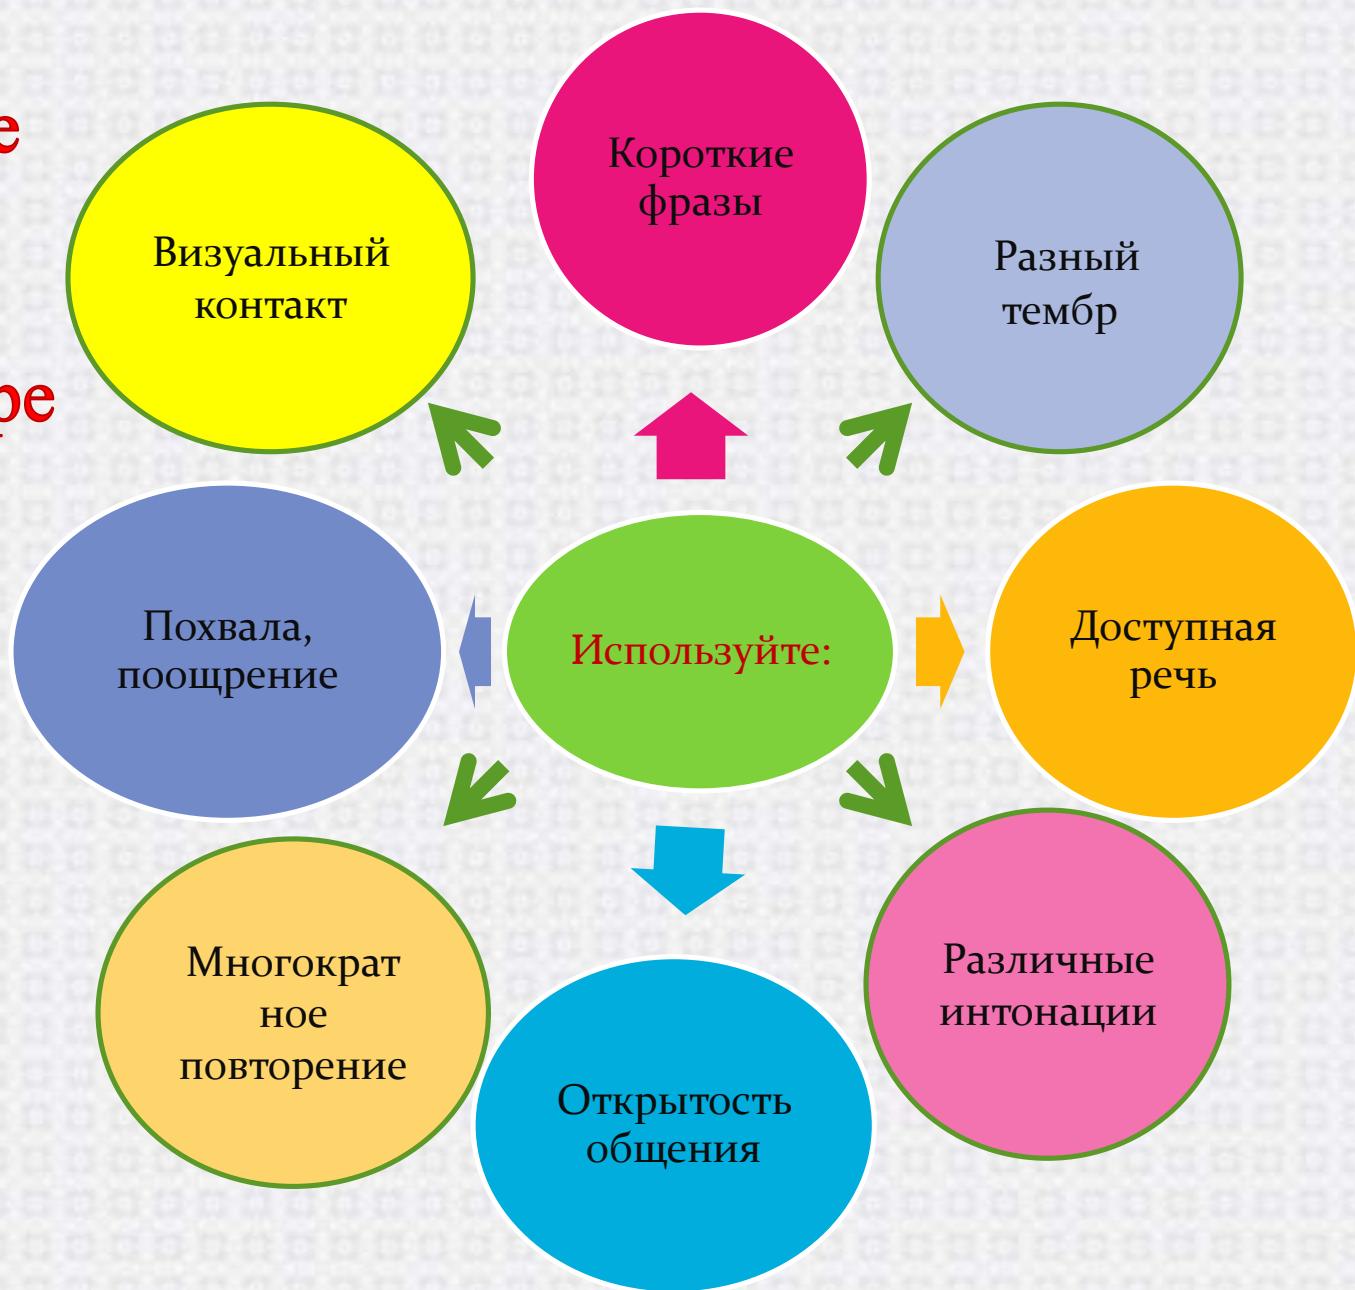 Короткие
фразы
Визуальный
контакт
Разный
тембр
Похвала,
поощрение
Используйте:
Доступная
речь
Многократ
ное
повторение
Различные
интонации
Открытость
общения